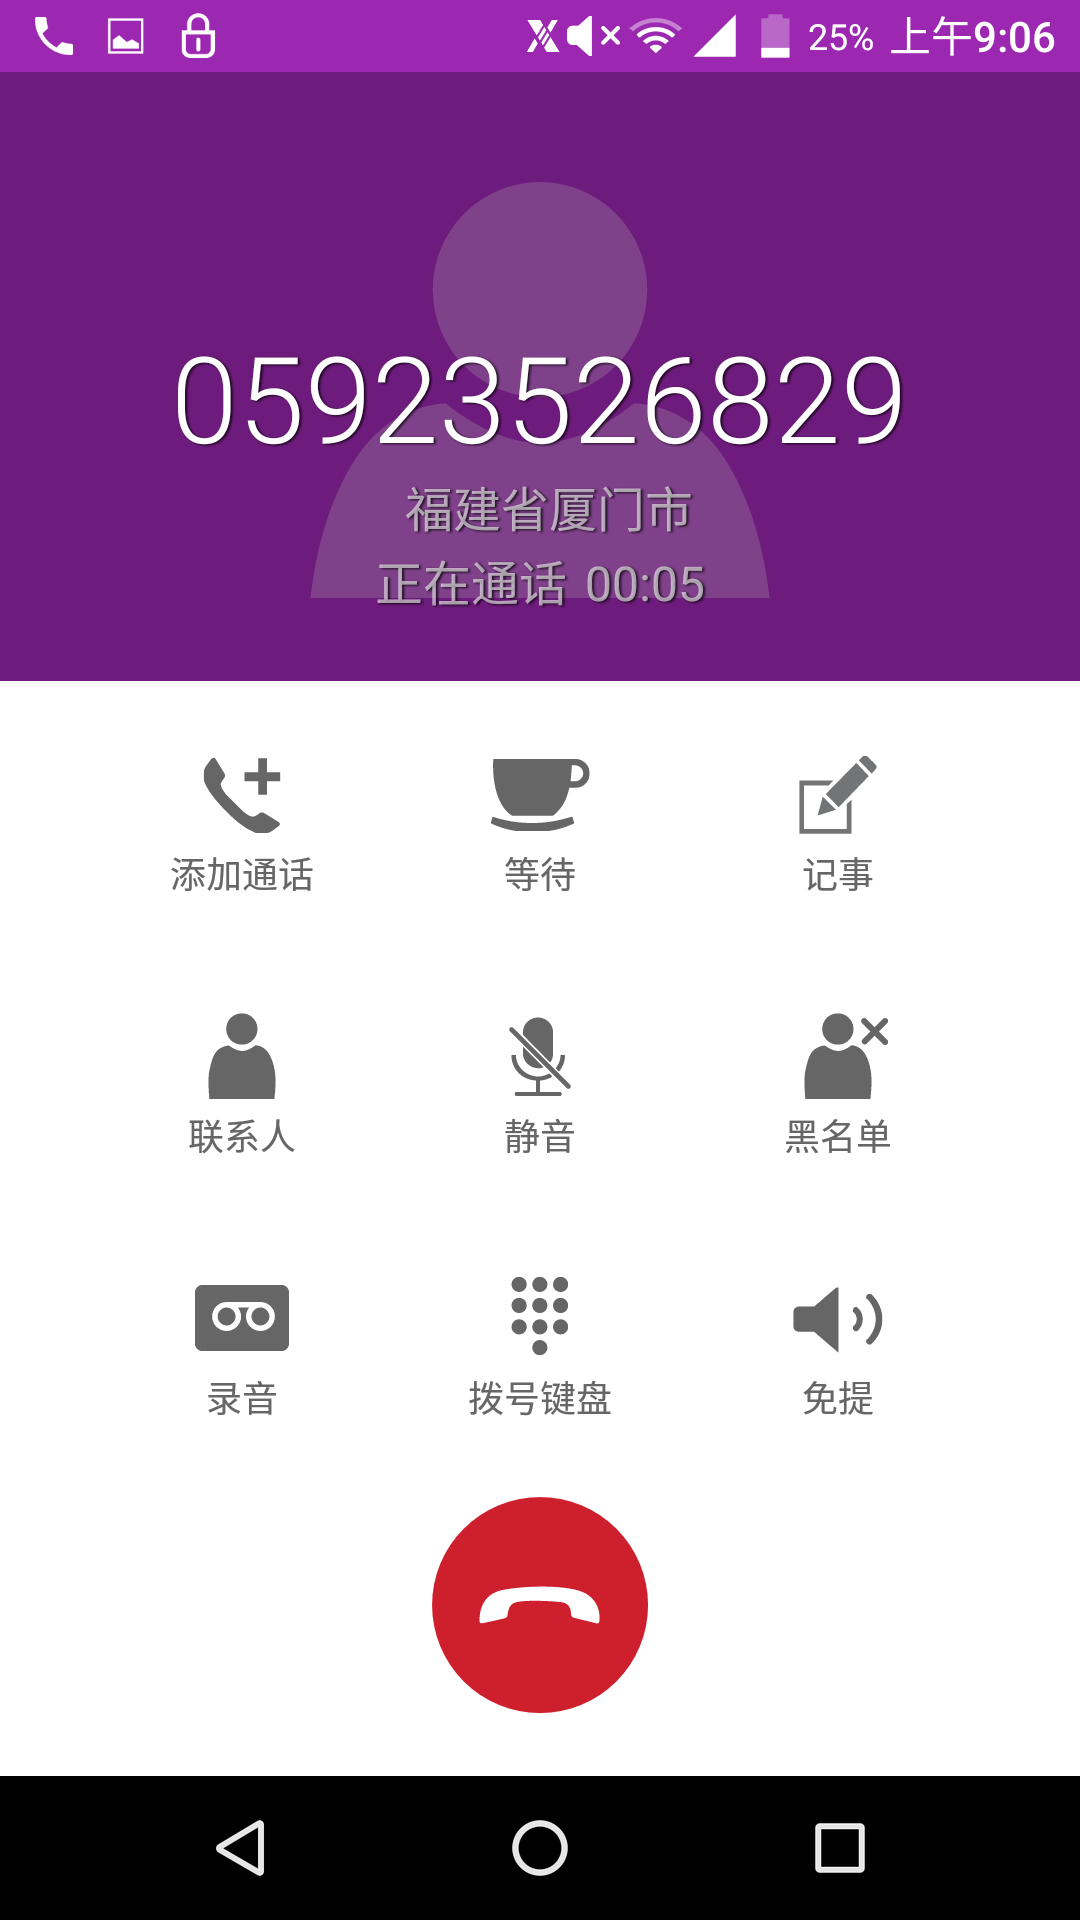 25% 上午9:06
05923526829
福建省厦门市
正在通话 00:05
添加通话 等待 记事
联系人 静音 黑名单
录音 拨号键盘 免提